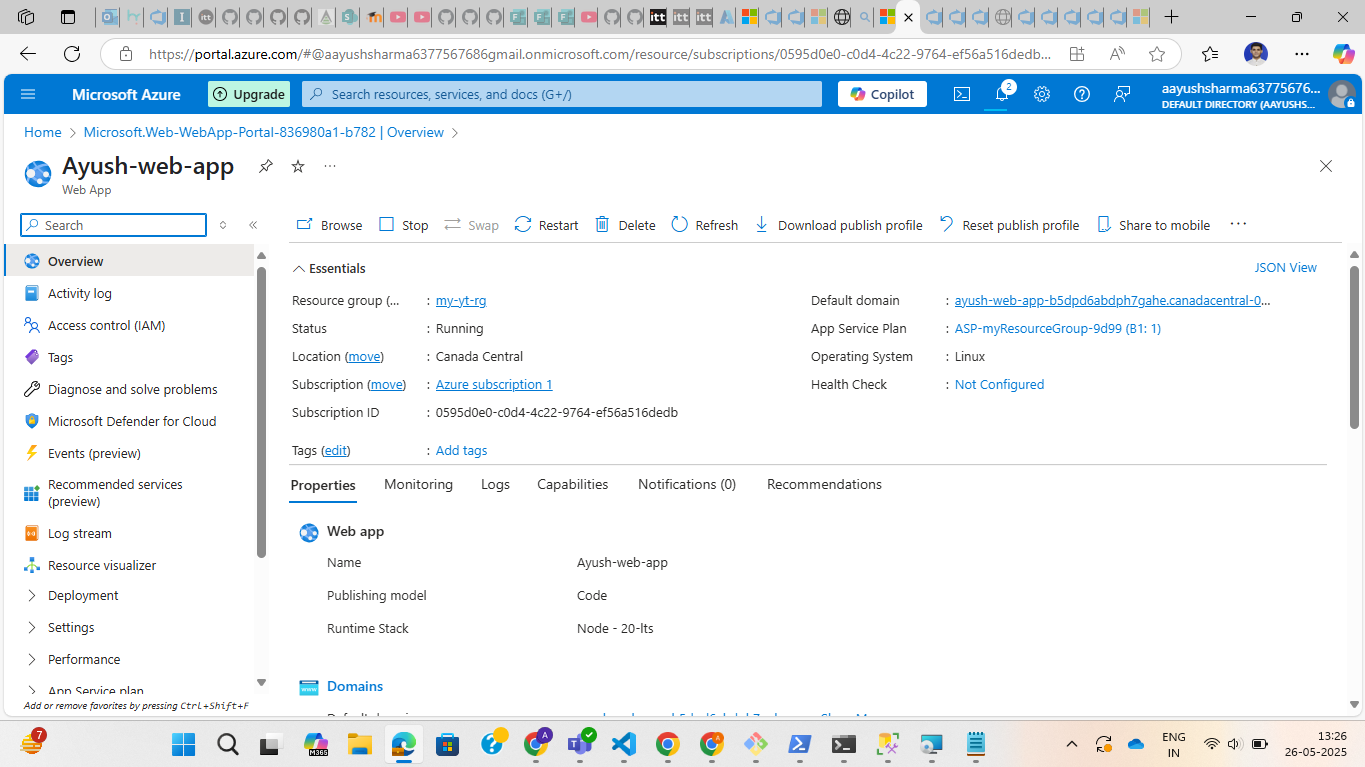 https://portal.azure.com/#@aayushsharma6377567686gmail.onmicrosoft.com/resource/subscriptions/0595d0e0-c0d4-4c22-9764-ef56a516dedb...
Microsoft Azure
Upgrade
Search resources, services, and docs (G+/)
Copilot
2
aayushsharma63775676...
DEFAULT DIRECTORY (AAYUSHS...
Home > Microsoft.Web-WebApp-Portal-836980a1-b782 | Overview >
Ayush-web-app
Web App
Search
Browse Stop Swap Restart Delete Refresh Download publish profile Reset publish profile Share to mobile
Overview
Activity log
Access control (IAM)
Tags
Diagnose and solve problems
Microsoft Defender for Cloud
Events (preview)
Recommended services
(preview)
Log stream
Resource visualizer
Deployment
Settings
Performance
App Service plan
Add or remove favorites by pressing Ctrl+Shift+F
Essentials
JSON View
Resource group (... : my-yt-rg
Status : Running
Location (move) : Canada Central
Subscription (move) : Azure subscription 1
Subscription ID : 0595d0e0-c0d4-4c22-9764-ef56a516dedb
Tags (edit) : Add tags
Default domain : ayush-web-app-b5dpd6abdph7gahe.canadacentral-0...
App Service Plan : ASP-myResourceGroup-9d99 (B1: 1)
Operating System : Linux
Health Check : Not Configured
Properties Monitoring Logs Capabilities Notifications (0) Recommendations
Web app
Name Ayush-web-app
Publishing model Code
Runtime Stack Node - 20-lts
Domains
7
ENG
IN
13:26
26-05-2025